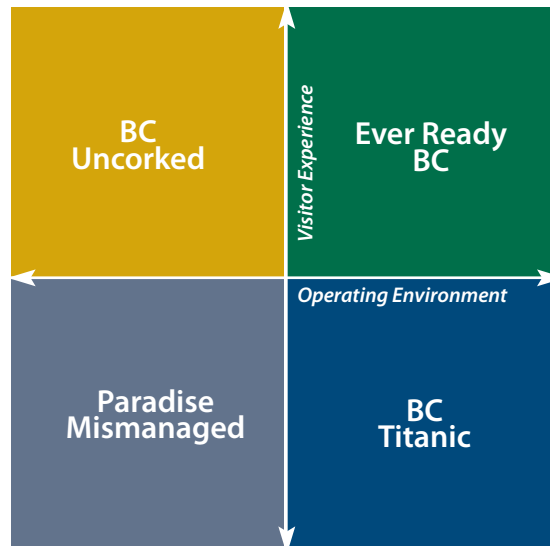 BC
Uncorked
Visitor Experience
Ever Ready
BC
Operating Environment
Paradise
Mismanaged
BC
Titanic